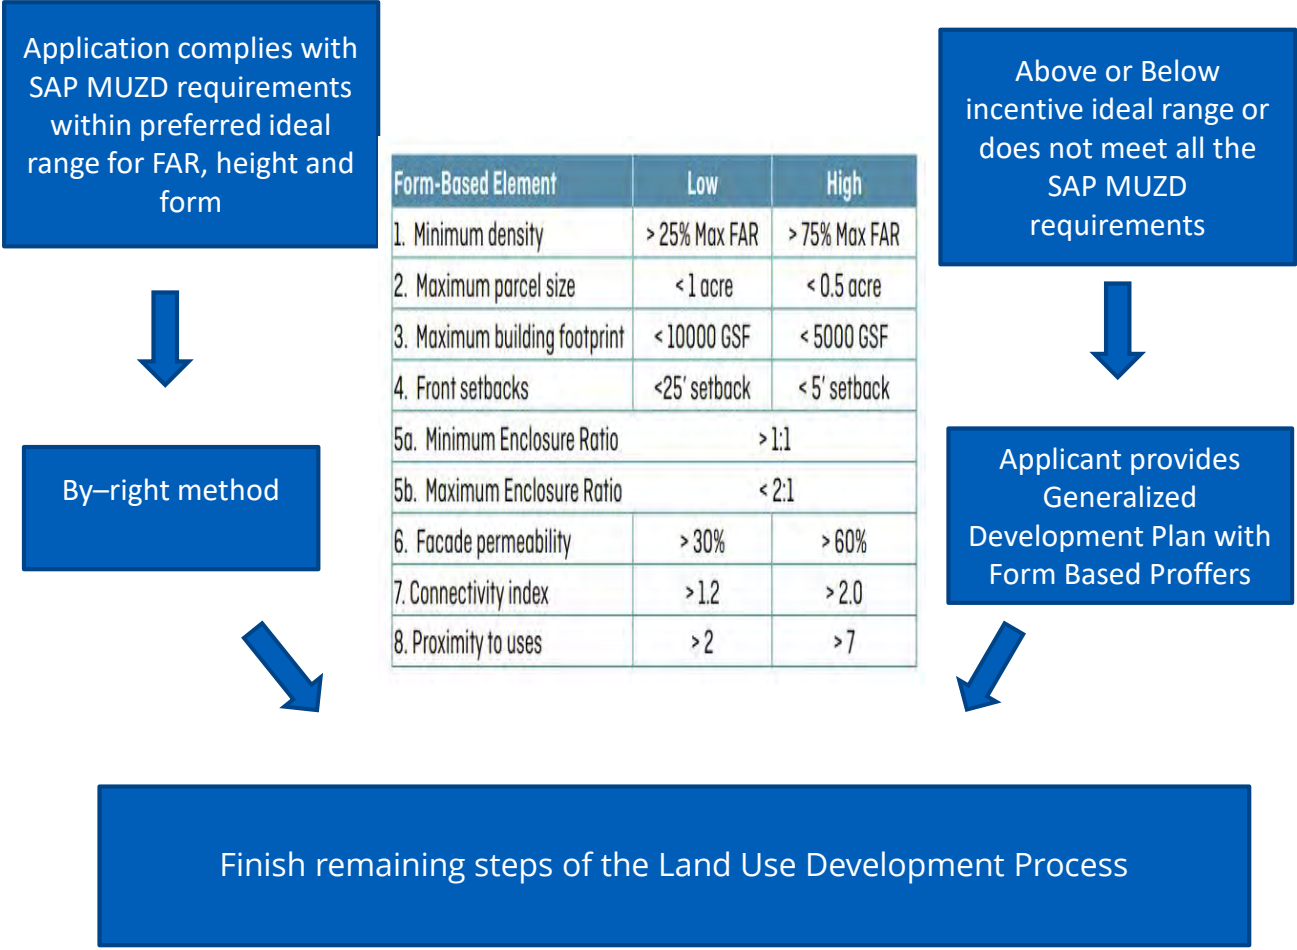 Application complies with
SAP MUZD requirements
within preferred ideal
range for FAR, height and
form
By–right method
Form-Based Element Low High
1. Minimum density > 25% Max FAR > 75% Max FAR
2. Maximum parcel size < 1 acre < 0.5 acre
3. Maximum building footprint < 10000 GSF < 5000 GSF
4. Front setbacks <25' setback < 5' setback
5a. Minimum Enclosure Ratio > 1:1
5b. Maximum Enclosure Ratio < 2:1
6. Facade permeability > 30% > 60%
7. Connectivity index > 1.2 > 2.0
8. Proximity to uses > 2 > 7
Above or Below
incentive ideal range or
does not meet all the
SAP MUZD
requirements
Applicant provides
Generalized
Development Plan with
Form Based Proffers
Finish remaining steps of the Land Use Development Process